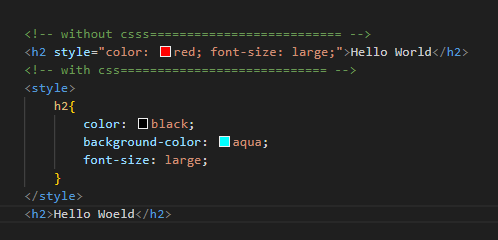 <!-- without csss=========================== -->
<h2 style="color: red; font-size: large;">Hello World</h2>
<!-- with css============================= -->
<style>
    h2{
        color: black;
        background-color: aqua;
        font-size: large;
    }
</style>
<h2>Hello Woeld</h2>